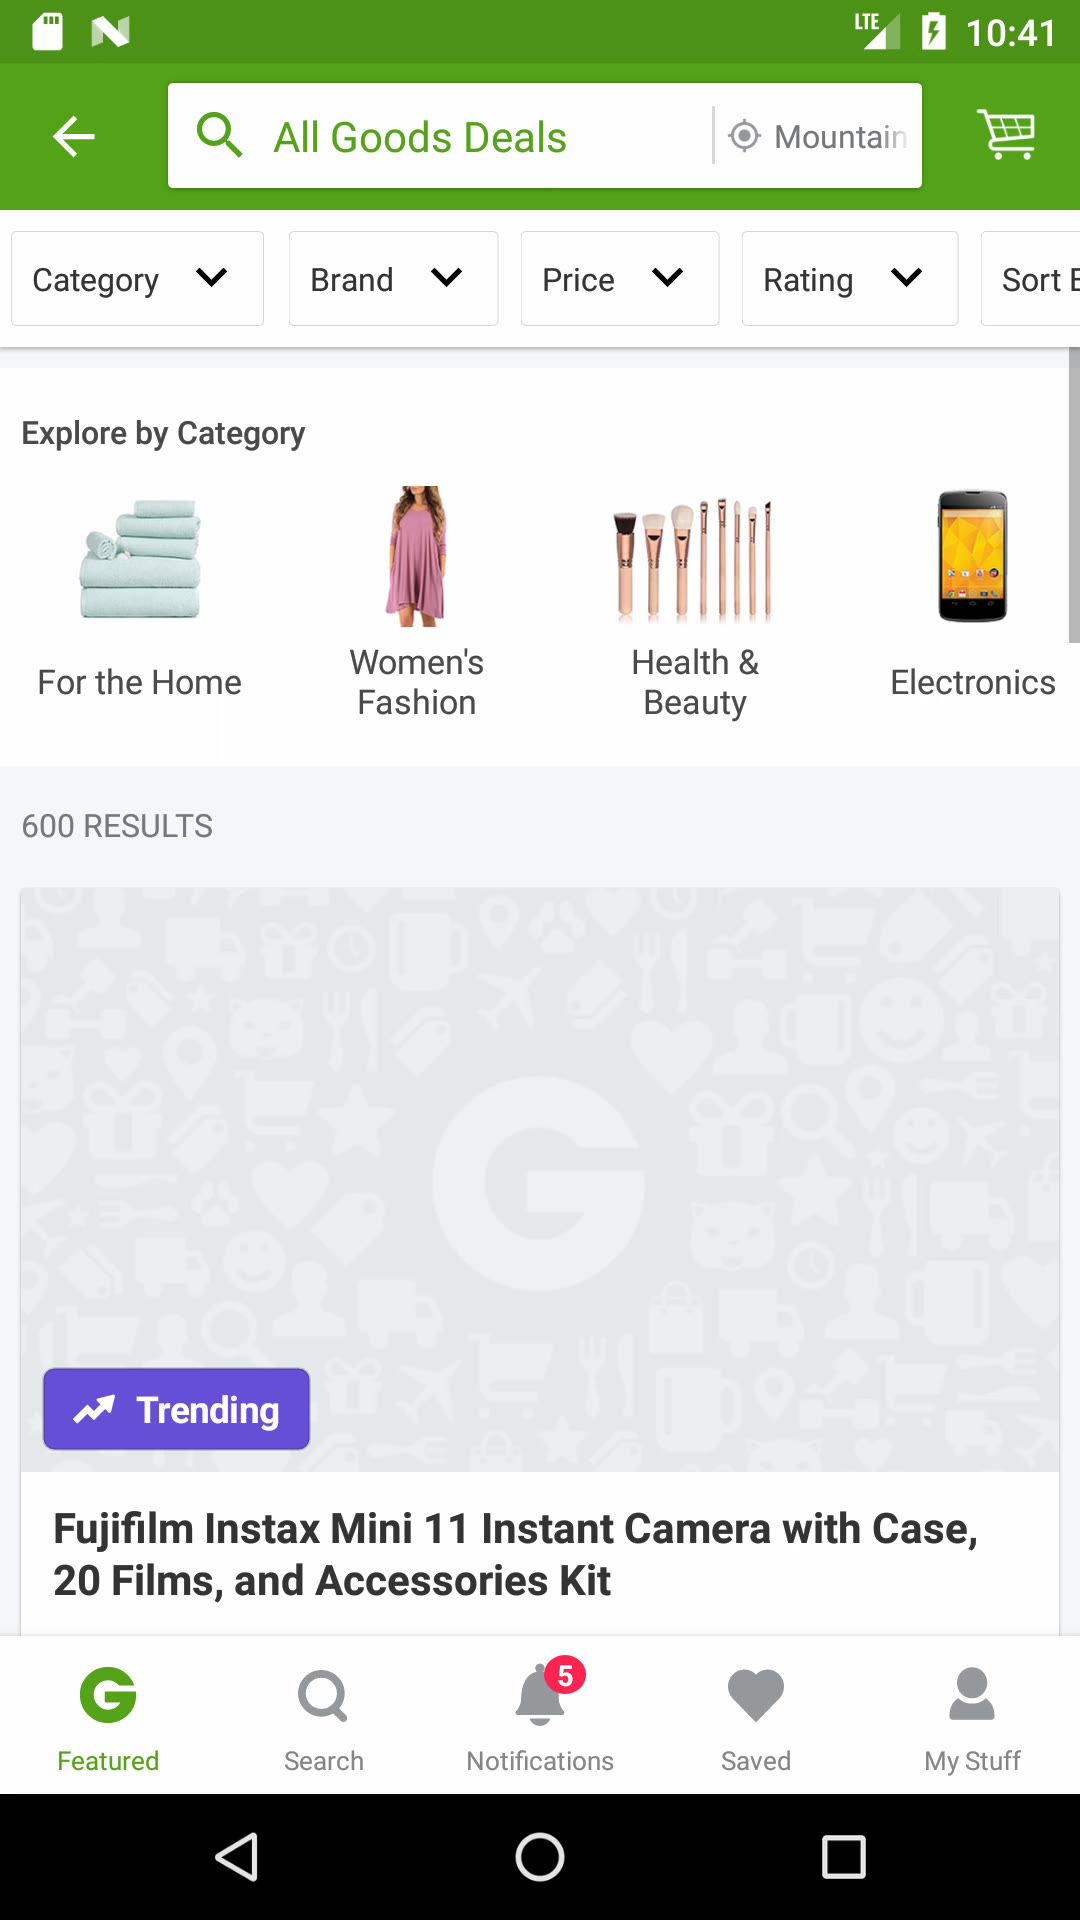 LTE 10:41
All Goods Deals Mountain
Category Brand Price Rating Sort
Explore by Category
For the Home
Women's
Fashion
Health &
Beauty
Electronics
600 RESULTS
G
Trending
Fujifilm Instax Mini 11 Instant Camera with Case,
20 Films, and Accessories Kit
5
Featured Search Notifications Saved My Stuff